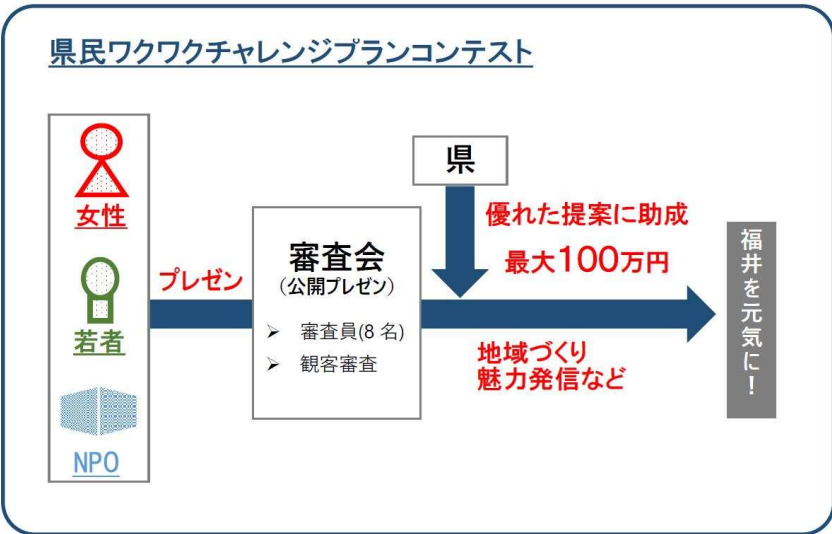 県民ワクワクチャレンジプランコンテスト
女性
若者
NPO
プレゼン
審査会
（公開プレゼン）
➢ 審査員(8名)
➢ 観客審査
県
優れた提案に助成
最大100万円
地域づくり
魅力発信など
福井を元気に！